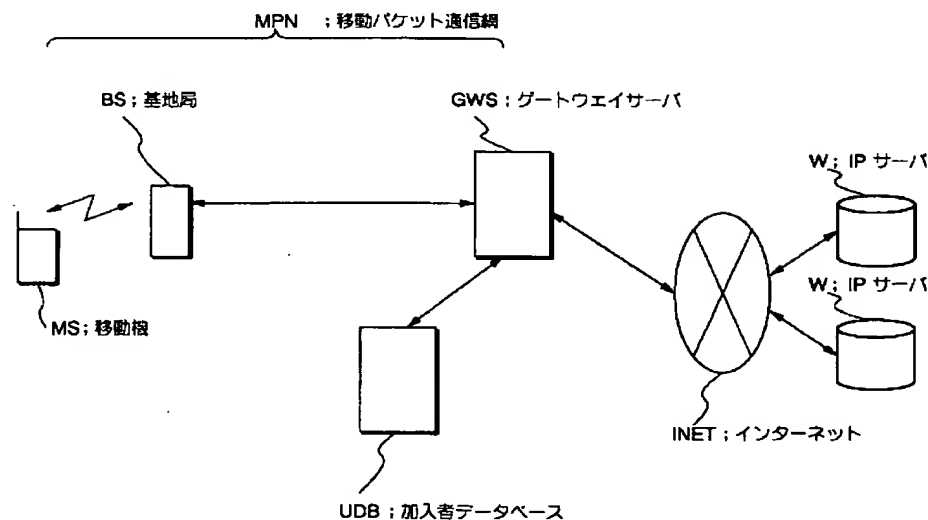 MPN ；移動パケット通信網
BS；基地局
GWS；ゲートウェイサーバ
W；IP サーバ
W；IP サーバ
MS；移動機
INET；インターネット
UDB；加入者データベース